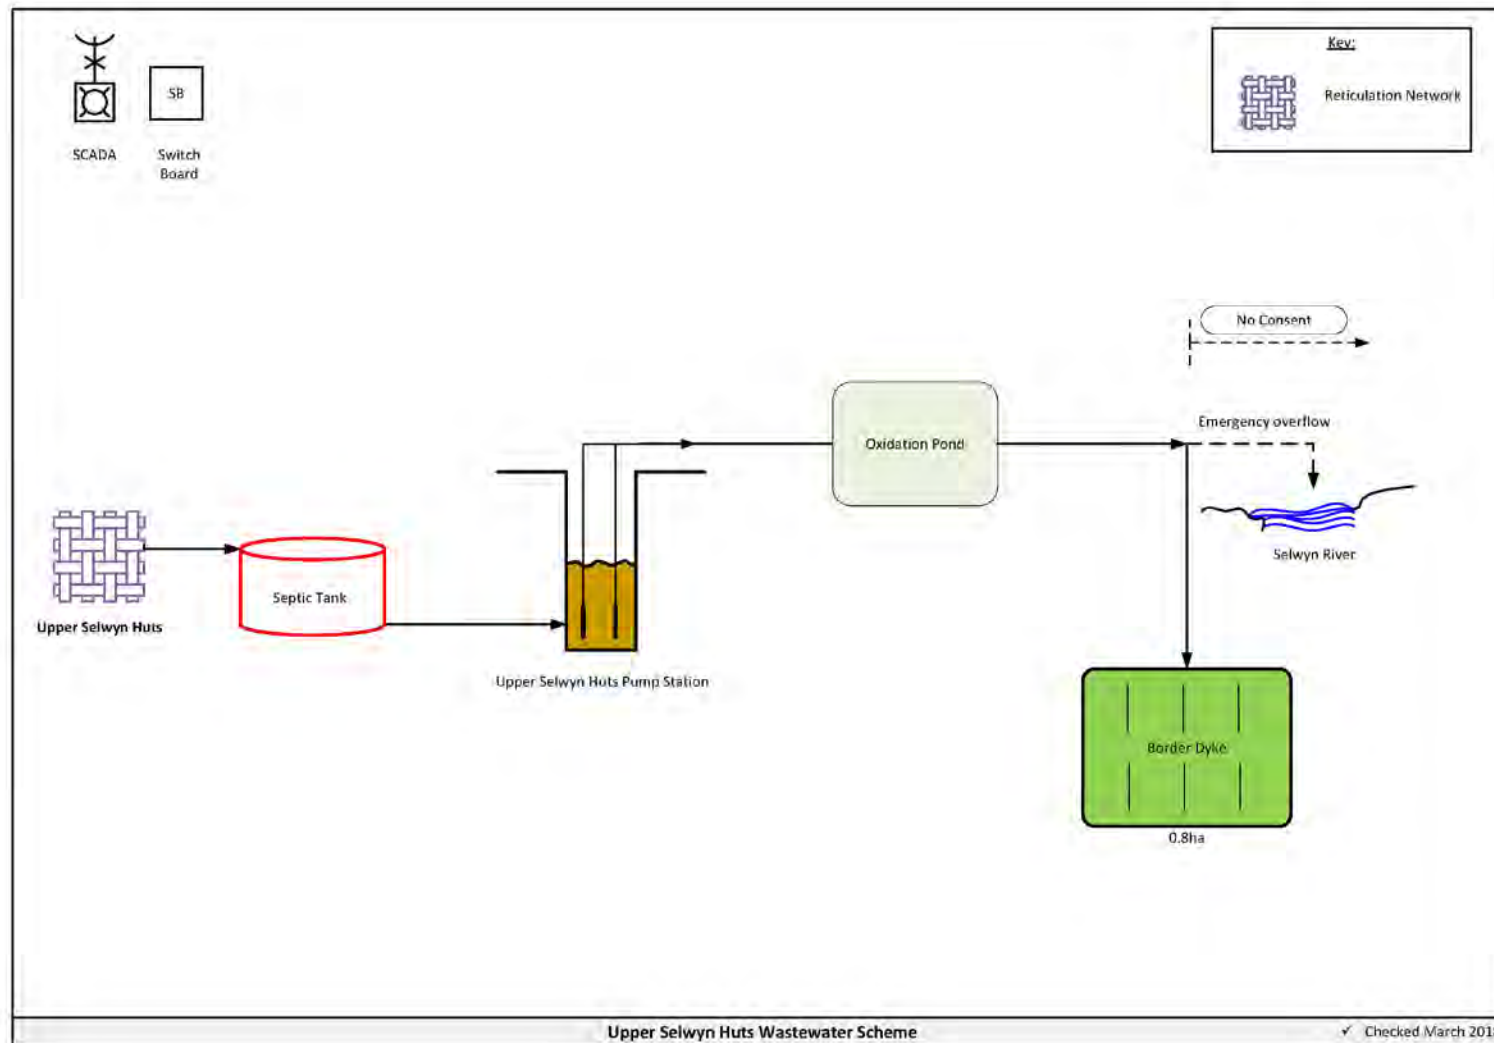 Key:
Reticulation Network
SB
SCADA
Switch
Board
No Consent
Emergency overflow
Oxidation Pond
Selwyn River
Septic Tank
Upper Selwyn Huts
Upper Selwyn Huts Pump Station
Border Dyke
0.8ha
Upper Selwyn Huts Wastewater Scheme
✓ Checked March 201